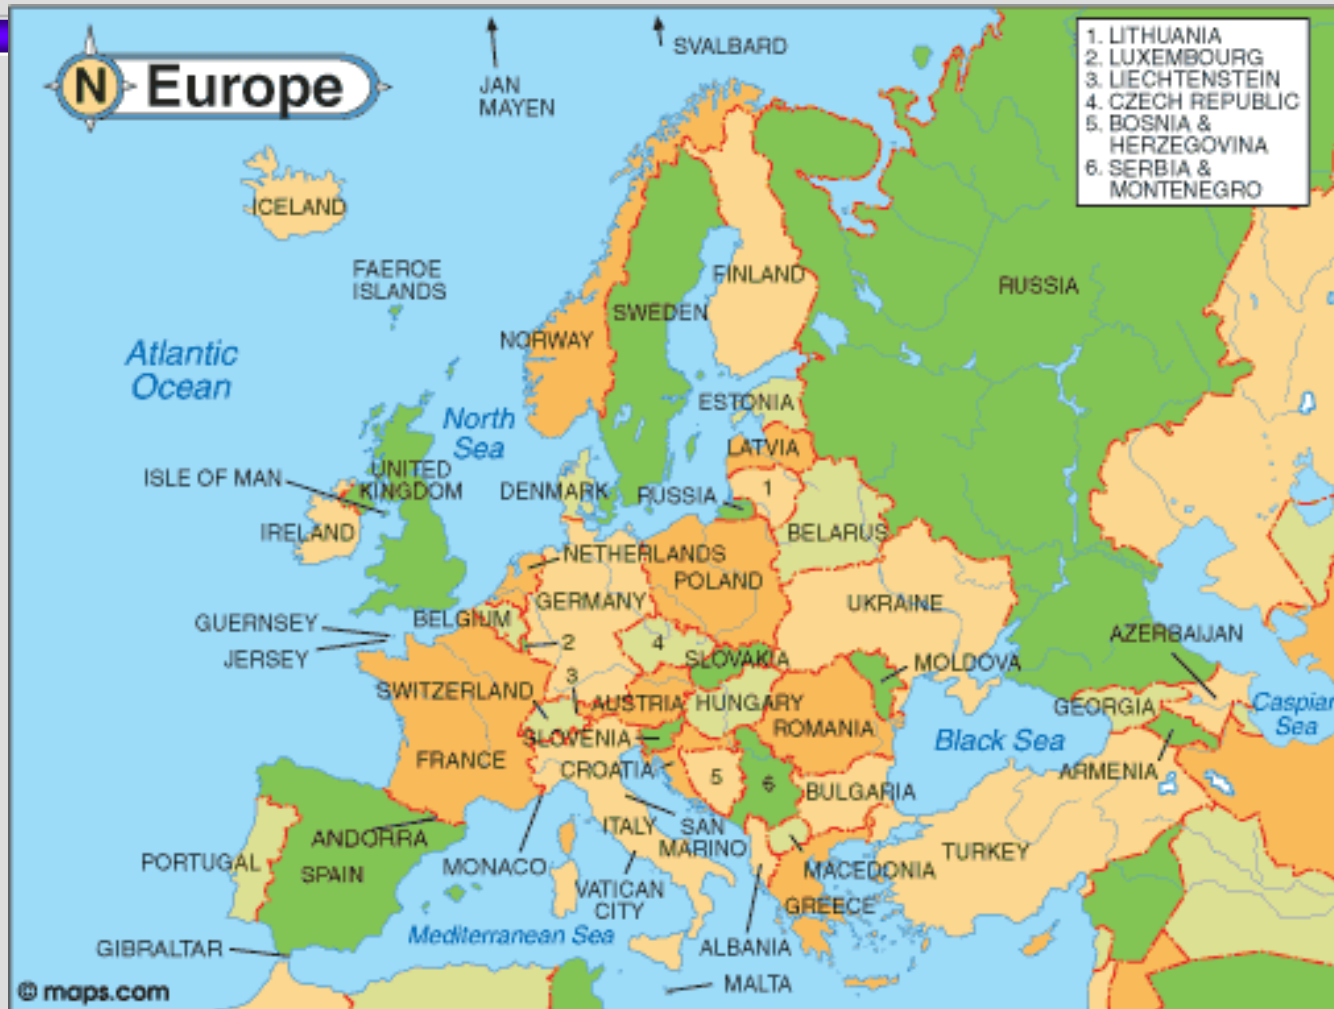 N Europe
JAN
MAYEN
SVALBARD
1. LITHUANIA
2. LUXEMBOURG
3. LIECHTENSTEIN
4. CZECH REPUBLIC
5. BOSNIA &
HERZEGOVINA
6. SERBIA &
MONTENEGRO
ICELAND
FAEROE
ISLANDS
FINLAND
RUSSIA
SWEDEN
NORWAY
Atlantic
Ocean
North
Sea
ESTONIA
LATVIA
ISLE OF MAN
UNITED
KINGDOM
DENMARK
RUSSIA
1
IRELAND
BELARUS
NETHERLANDS
POLAND
GERMANY
UKRAINE
BELGIUM
GUERNSEY
JERSEY
2
4
SLOVAKIA
MOLDOVA
AZERBAIJAN
3
SWITZERLAND
AUSTRIA
HUNGARY
GEORGIA
Caspian
Sea
ROMANIA
SLOVENIA
Black Sea
FRANCE
CROATIA
5
6
BULGARIA
ARMENIA
ANDORRA
ITALY
SAN
MARINO
TURKEY
PORTUGAL
SPAIN
MONACO
VATICAN
CITY
MACEDONIA
GREECE
GIBRALTAR
Mediterranean Sea
ALBANIA
MALTA
© maps.com